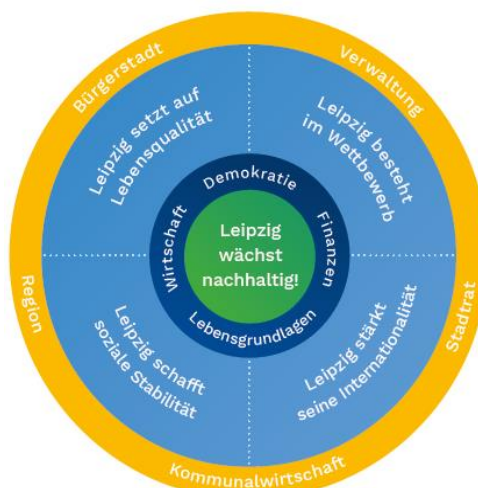 Bürgerstadt
Verwaltung
Leipzig setzt auf
Lebensqualität
Leipzig besteht
im Wettbewerb
Demokratie
Wirtschaft
Finanzen
Leipzig
wächst
nachhaltig!
Lebensgrundlagen
Region
Stadtrat
Leipzig schafft
soziale Stabilität
Leipzig stärkt
seine Internationalität
Kommunalwirtschaft